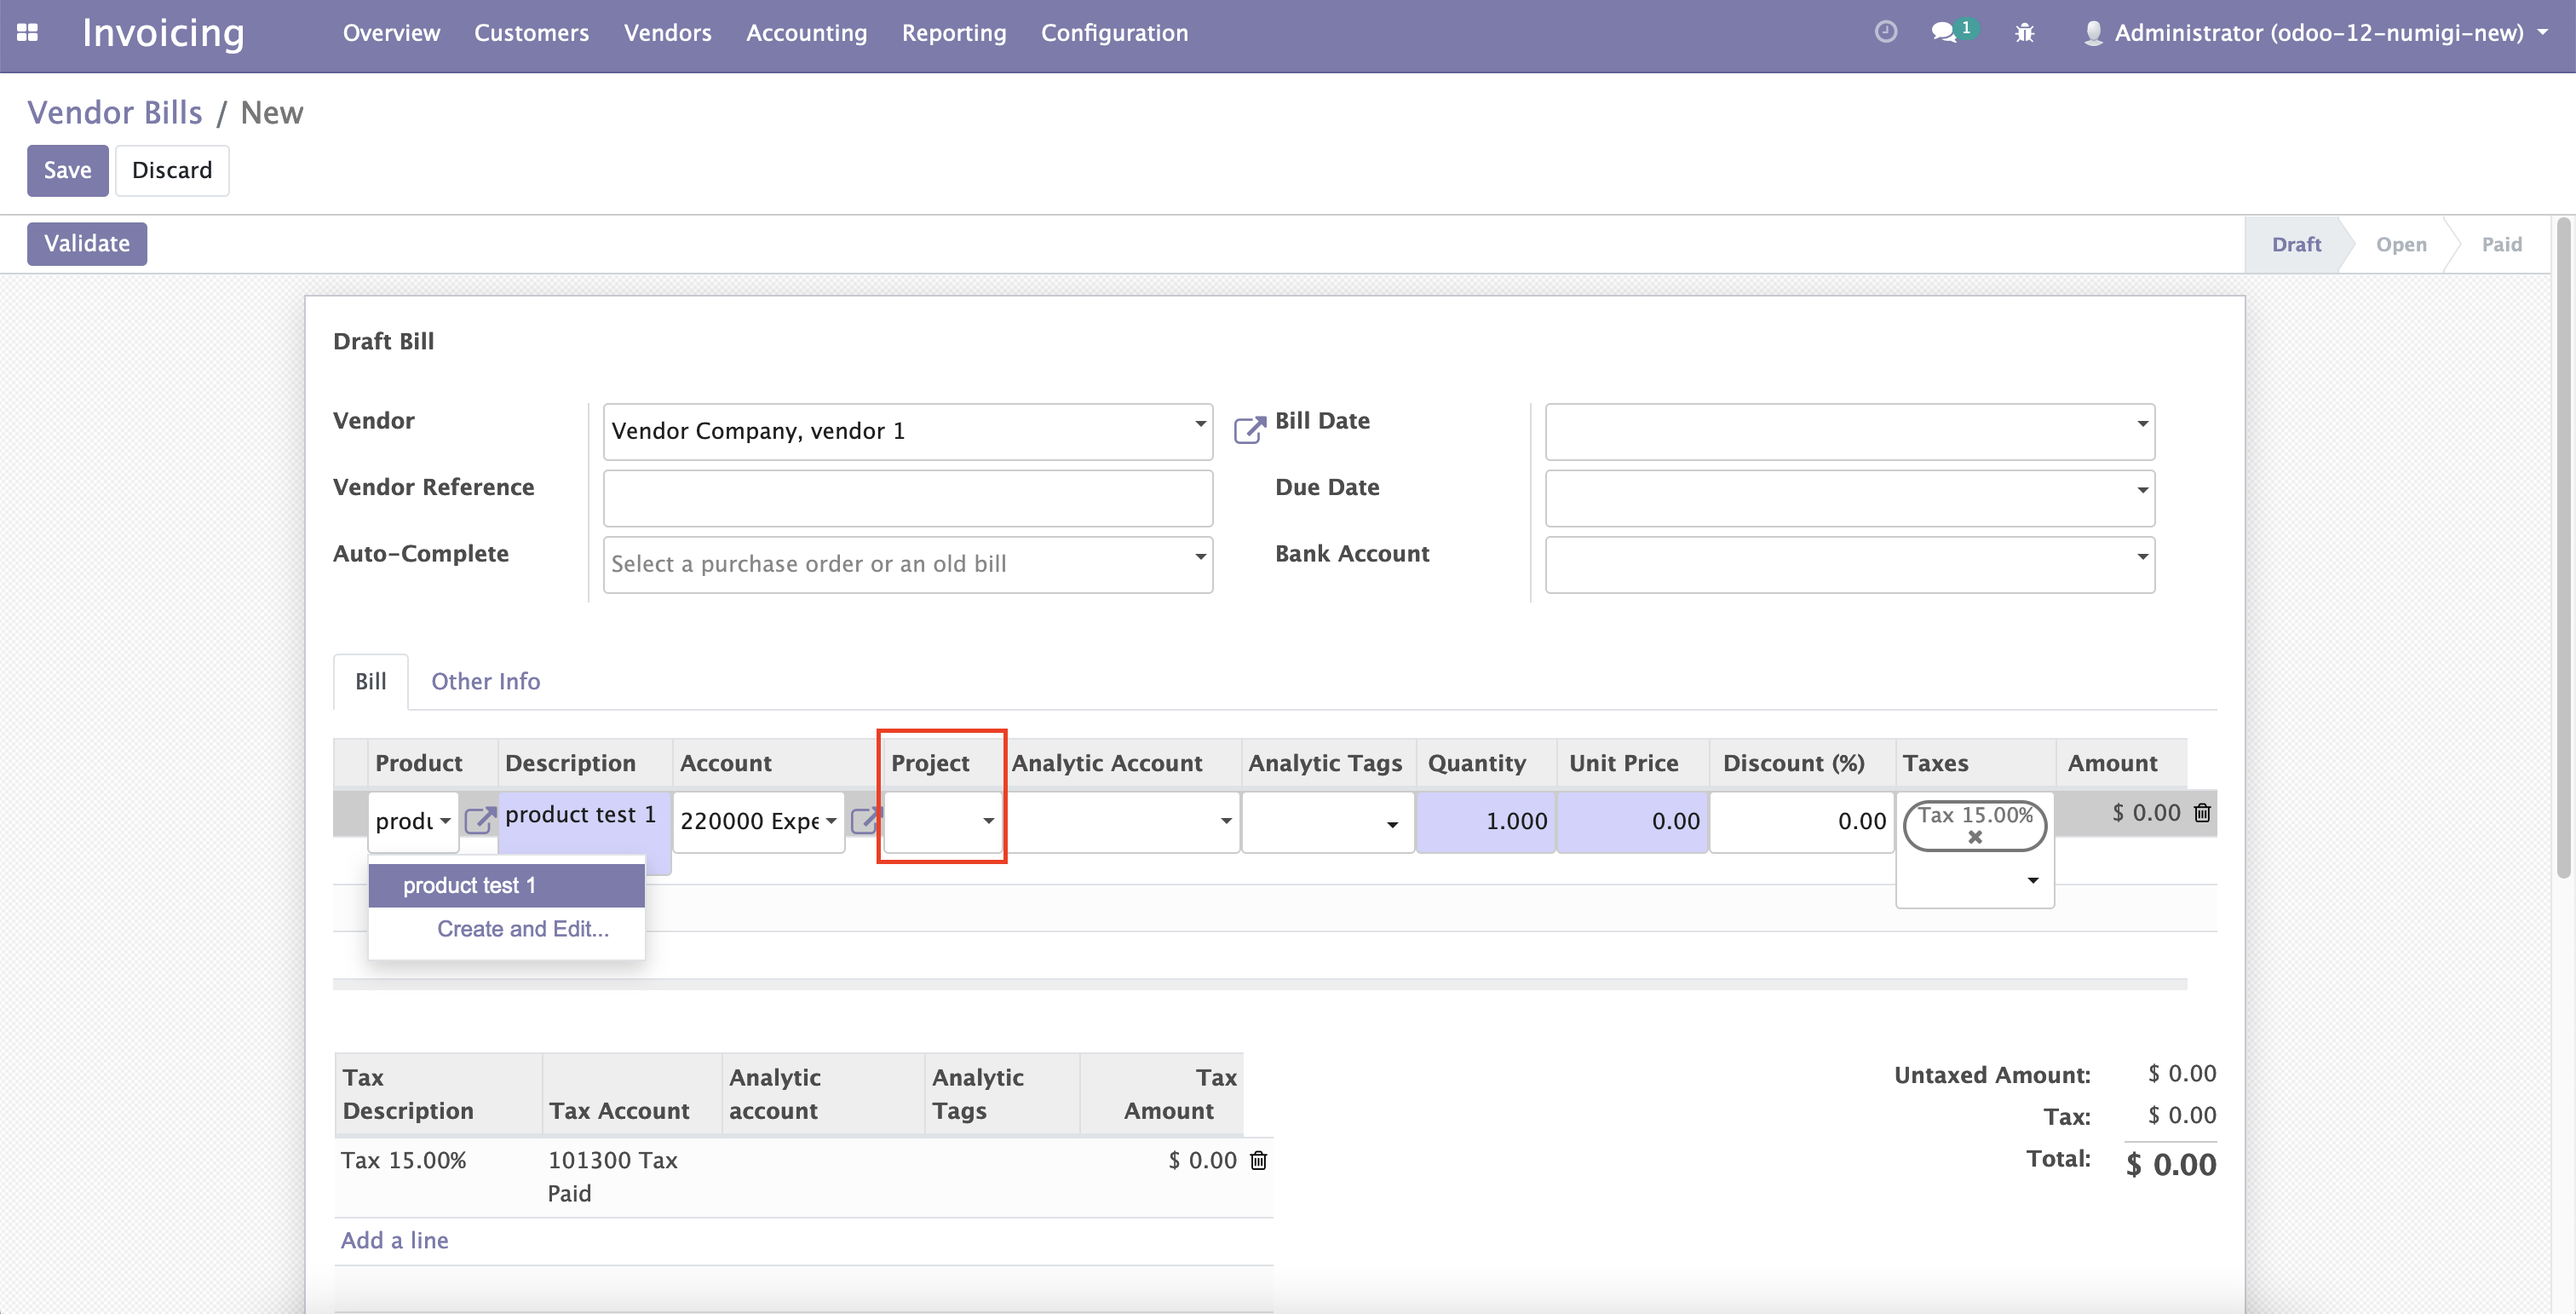 Invoicing
Overview Customers Vendors Accounting Reporting Configuration
1 Administrator (odoo-12-numigi-new)
Vendor Bills / New
Save Discard
Validate
Draft Open Paid
Draft Bill
Vendor Vendor Company, vendor 1 Bill Date
Vendor Reference Due Date
Auto-Complete Select a purchase order or an old bill Bank Account
Bill Other Info
Product Description Account Project Analytic Account Analytic Tags Quantity Unit Price Discount (%) Taxes Amount
produ product test 1 220000 Expe 1.000 0.00 0.00 Tax 15.00% $ 0.00
product test 1
Create and Edit...
Tax Description Tax Account Analytic account Analytic Tags Tax Amount
Tax 15.00% 101300 Tax Paid $ 0.00
Add a line
Untaxed Amount: $ 0.00
Tax: $ 0.00
Total: $ 0.00